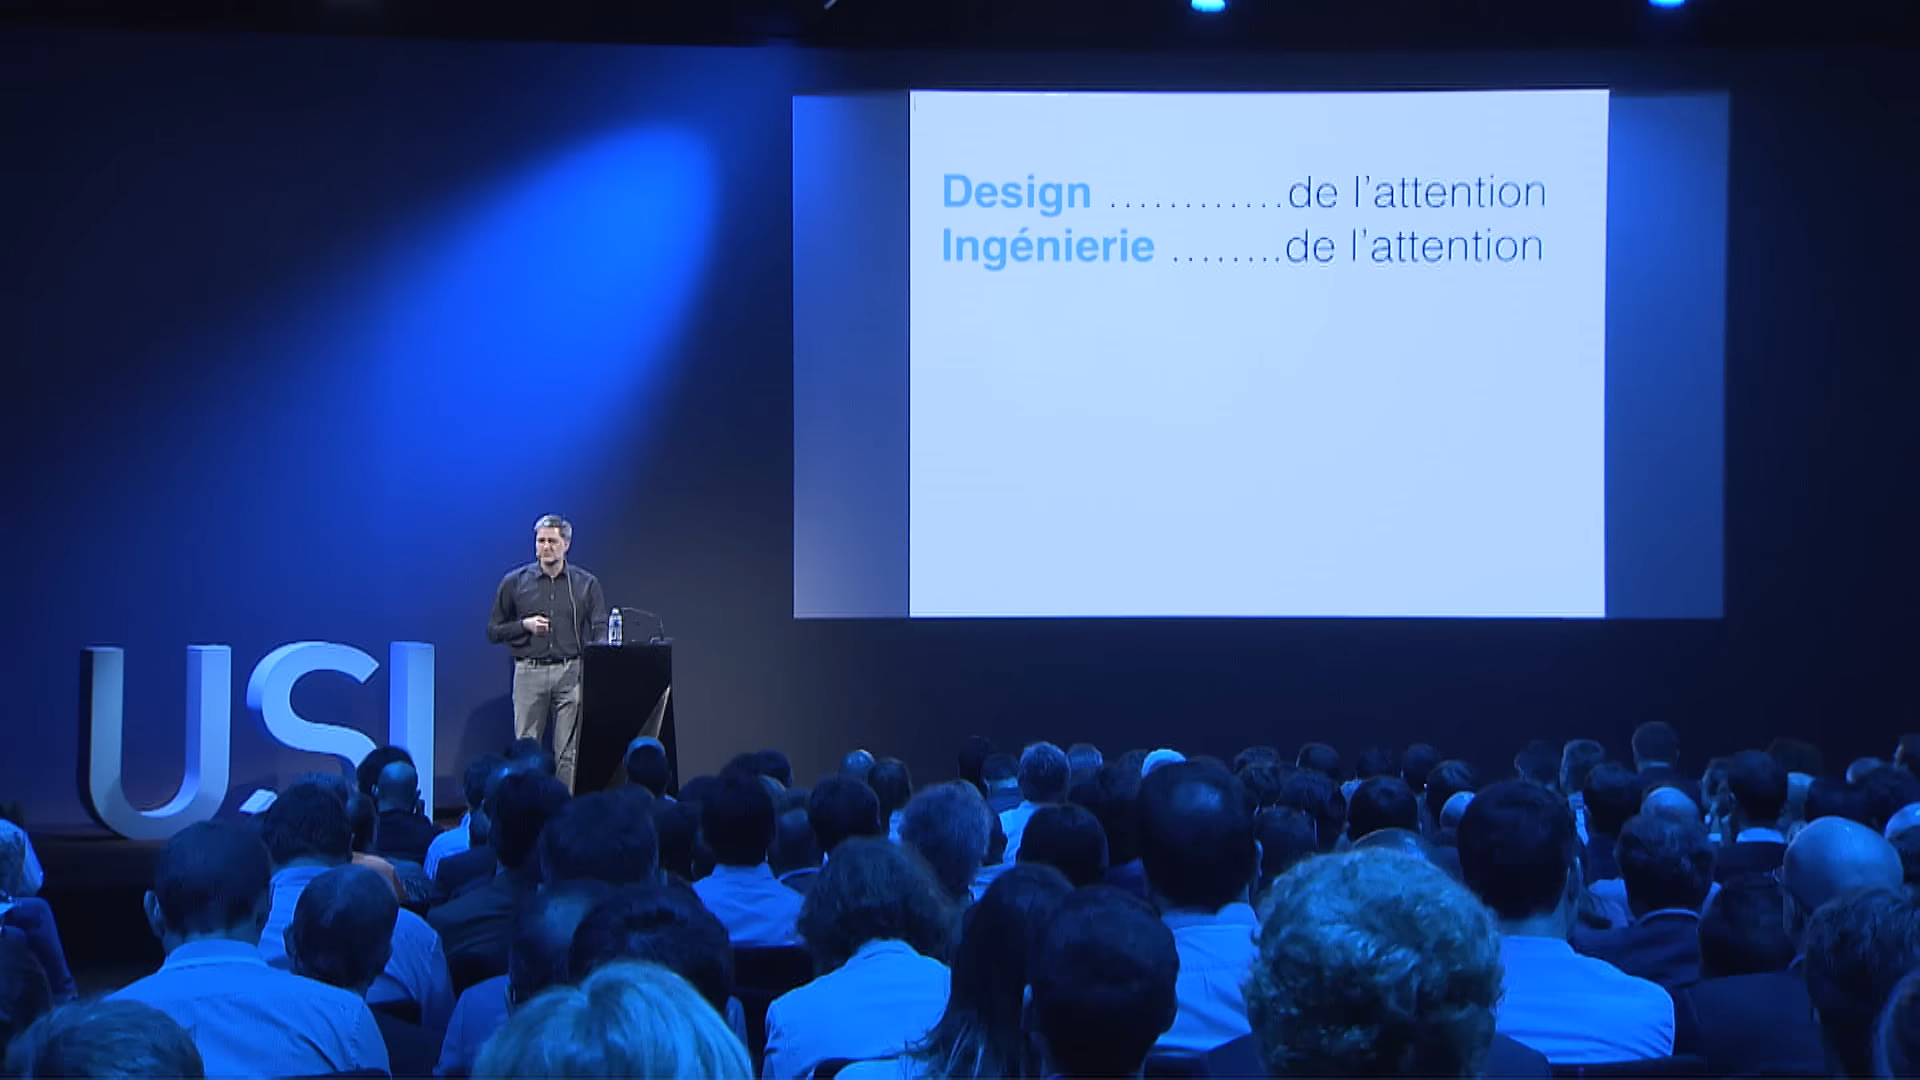 Design ............de l'attention
Ingénierie ........de l'attention
USI